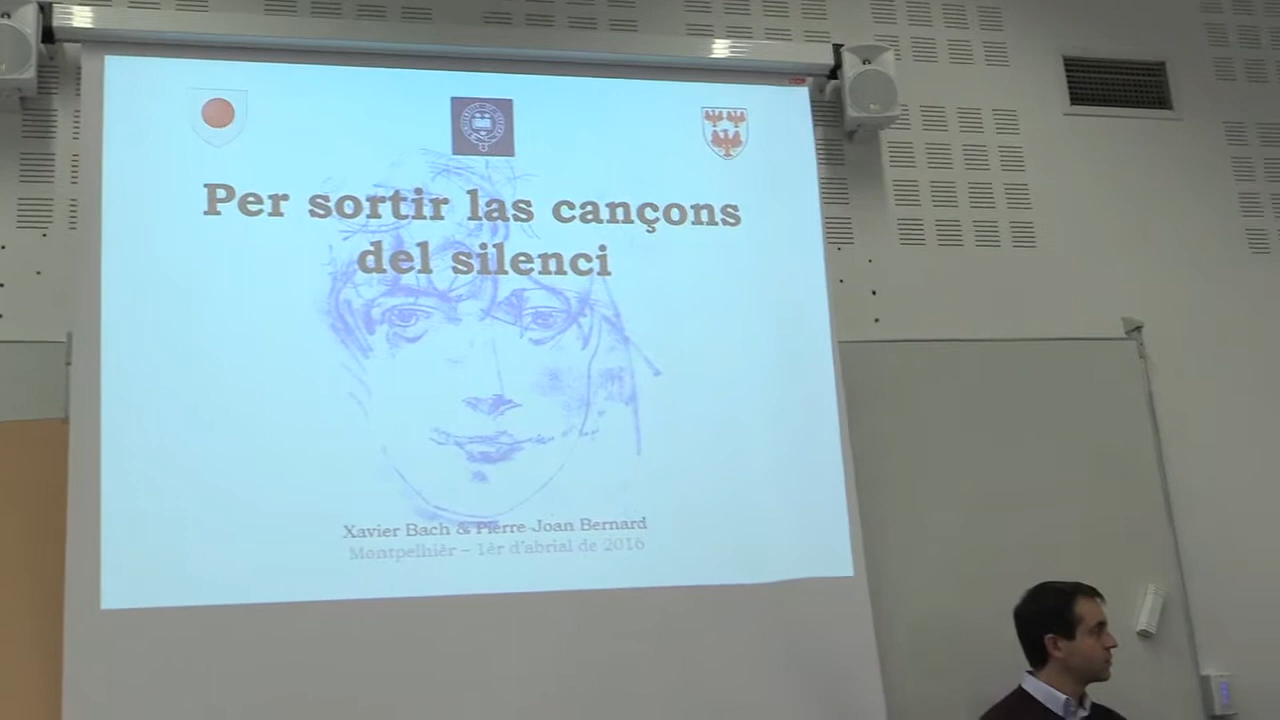 Per sortir las cançons
del silenci
Xavier Bach & Pierre-Joan Bernard
Montpelhièr – 1èr d'abrial de 2016